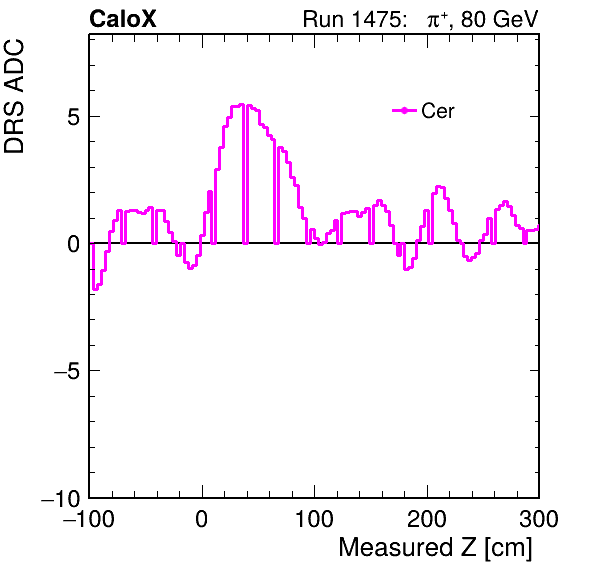 CaloX Run 1475: π⁺, 80 GeV
DRS ADC
Cer
5
0
−5
−10
−100 0 100 200 300
Measured Z [cm]